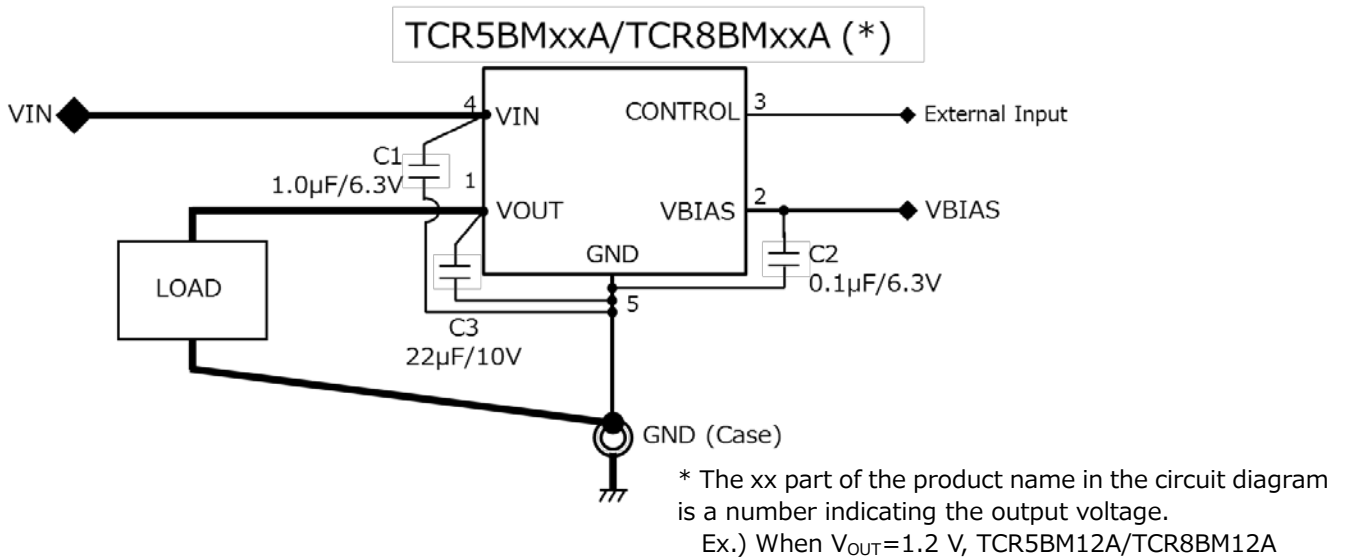 TCR5BMxxA/TCR8BMxxA (*)
VIN
4
VIN
CONTROL
3
External Input
C1
1.0µF/6.3V
1
VOUT
VBIAS
2
VBIAS
GND
C2
0.1µF/6.3V
LOAD
5
C3
22µF/10V
GND (Case)
* The xx part of the product name in the circuit diagram
is a number indicating the output voltage.
Ex.) When VOUT=1.2 V, TCR5BM12A/TCR8BM12A